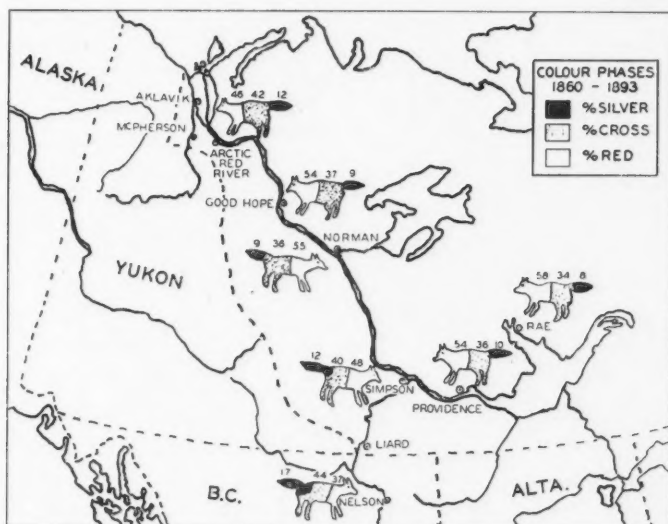 ALASKA
AKLAVIK
McPHERSON
ARCTIC
RED
RIVER
46 42 12
COLOUR PHASES
1860 - 1893
% SILVER
% CROSS
% RED
54 37 9
GOOD HOPE
NORMAN
9 36 55
YUKON
58 34 8
RAE
54 36 10
12 40 48
SIMPSON
PROVIDENCE
LIARD
17 44 37
NELSON
B.C.
ALTA.